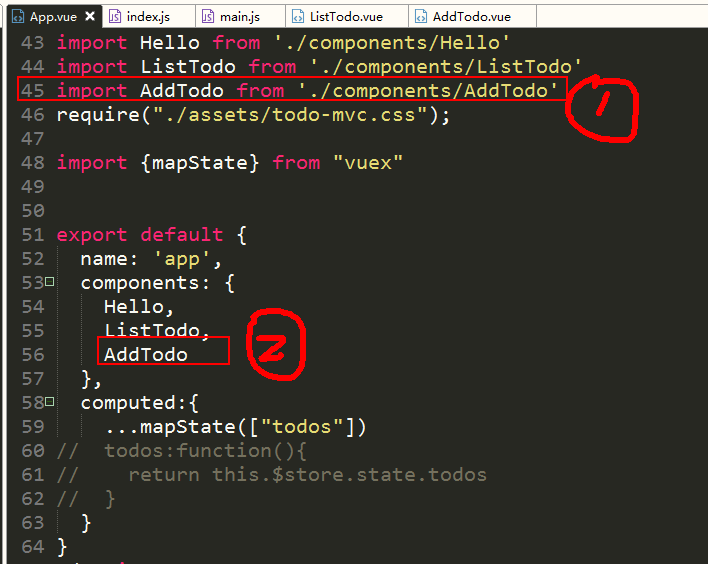 App.vue index.js main.js ListTodo.vue AddTodo.vue
43 import Hello from './components/Hello'
44 import ListTodo from './components/ListTodo'
45 import AddTodo from './components/AddTodo'
1
46 require("./assets/todo-mvc.css");
47
48 import {mapState} from "vuex"
49
50
51 export default {
52   name: 'app',
53   components: {
54     Hello,
55     ListTodo,
56     AddTodo
2
57   },
58   computed:{
59     ...mapState(["todos"])
60 //  todos:function(){
61 //    return this.$store.state.todos
62 //  }
63   }
64 }